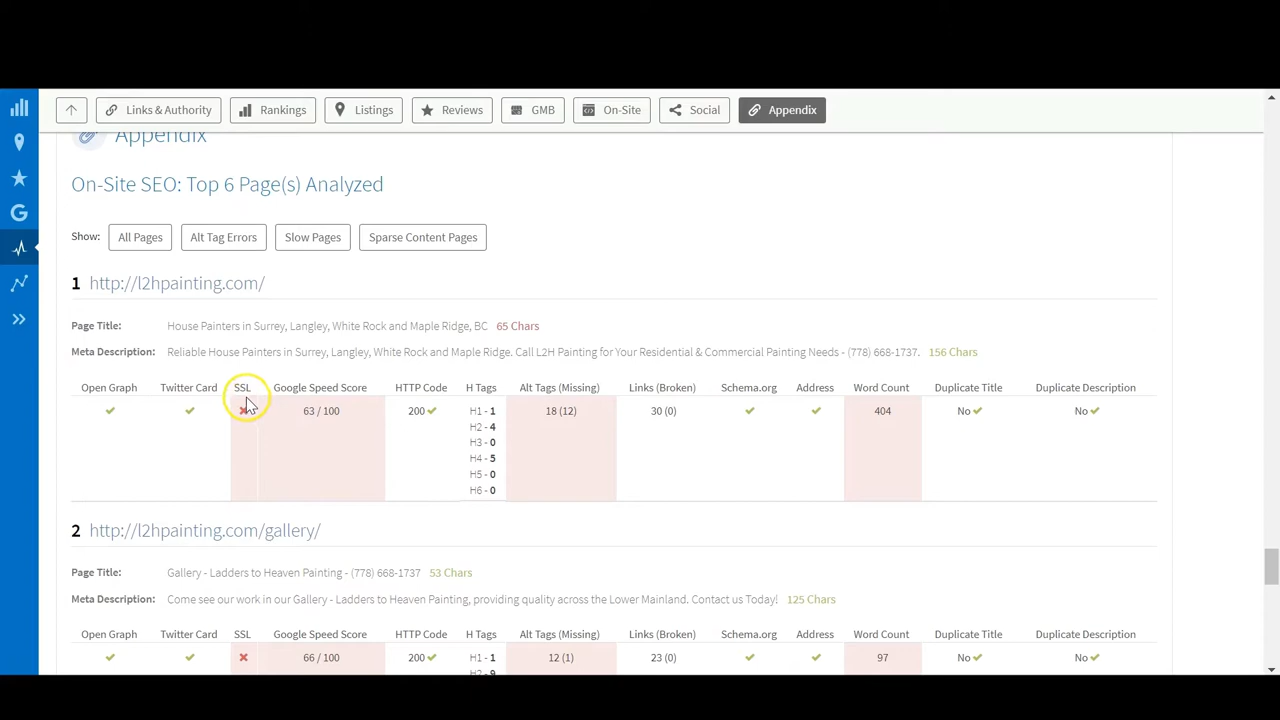 Links & Authority Rankings Listings Reviews GMB On-Site Social Appendix
Appendix
On-Site SEO: Top 6 Page(s) Analyzed
Show: All Pages Alt Tag Errors Slow Pages Sparse Content Pages
1 http://l2hpainting.com/
Page Title: House Painters in Surrey, Langley, White Rock and Maple Ridge, BC 65 Chars
Meta Description: Reliable House Painters in Surrey, Langley, White Rock and Maple Ridge. Call L2H Painting for Your Residential & Commercial Painting Needs - (778) 668-1737. 156 Chars
Open Graph Twitter Card SSL Google Speed Score HTTP Code H Tags Alt Tags (Missing) Links (Broken) Schema.org Address Word Count Duplicate Title Duplicate Description
63 / 100 200 H1 - 1 18 (12) 30 (0) 404 No No
H2 - 4
H3 - 0
H4 - 5
H5 - 0
H6 - 0
2 http://l2hpainting.com/gallery/
Page Title: Gallery - Ladders to Heaven Painting - (778) 668-1737 53 Chars
Meta Description: Come see our work in our Gallery - Ladders to Heaven Painting, providing quality across the Lower Mainland. Contact us Today! 125 Chars
Open Graph Twitter Card SSL Google Speed Score HTTP Code H Tags Alt Tags (Missing) Links (Broken) Schema.org Address Word Count Duplicate Title Duplicate Description
66 / 100 200 H1 - 1 12 (1) 23 (0) 97 No No
H2 - 9